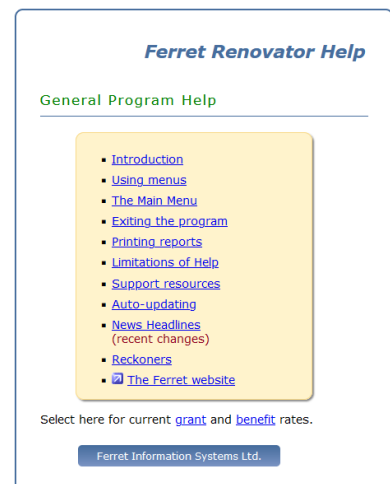 Ferret Renovator Help
General Program Help
Introduction
Using menus
The Main Menu
Exiting the program
Printing reports
Limitations of Help
Support resources
Auto-updating
News Headlines
(recent changes)
Reckoners
The Ferret website
Select here for current grant and benefit rates.
Ferret Information Systems Ltd.